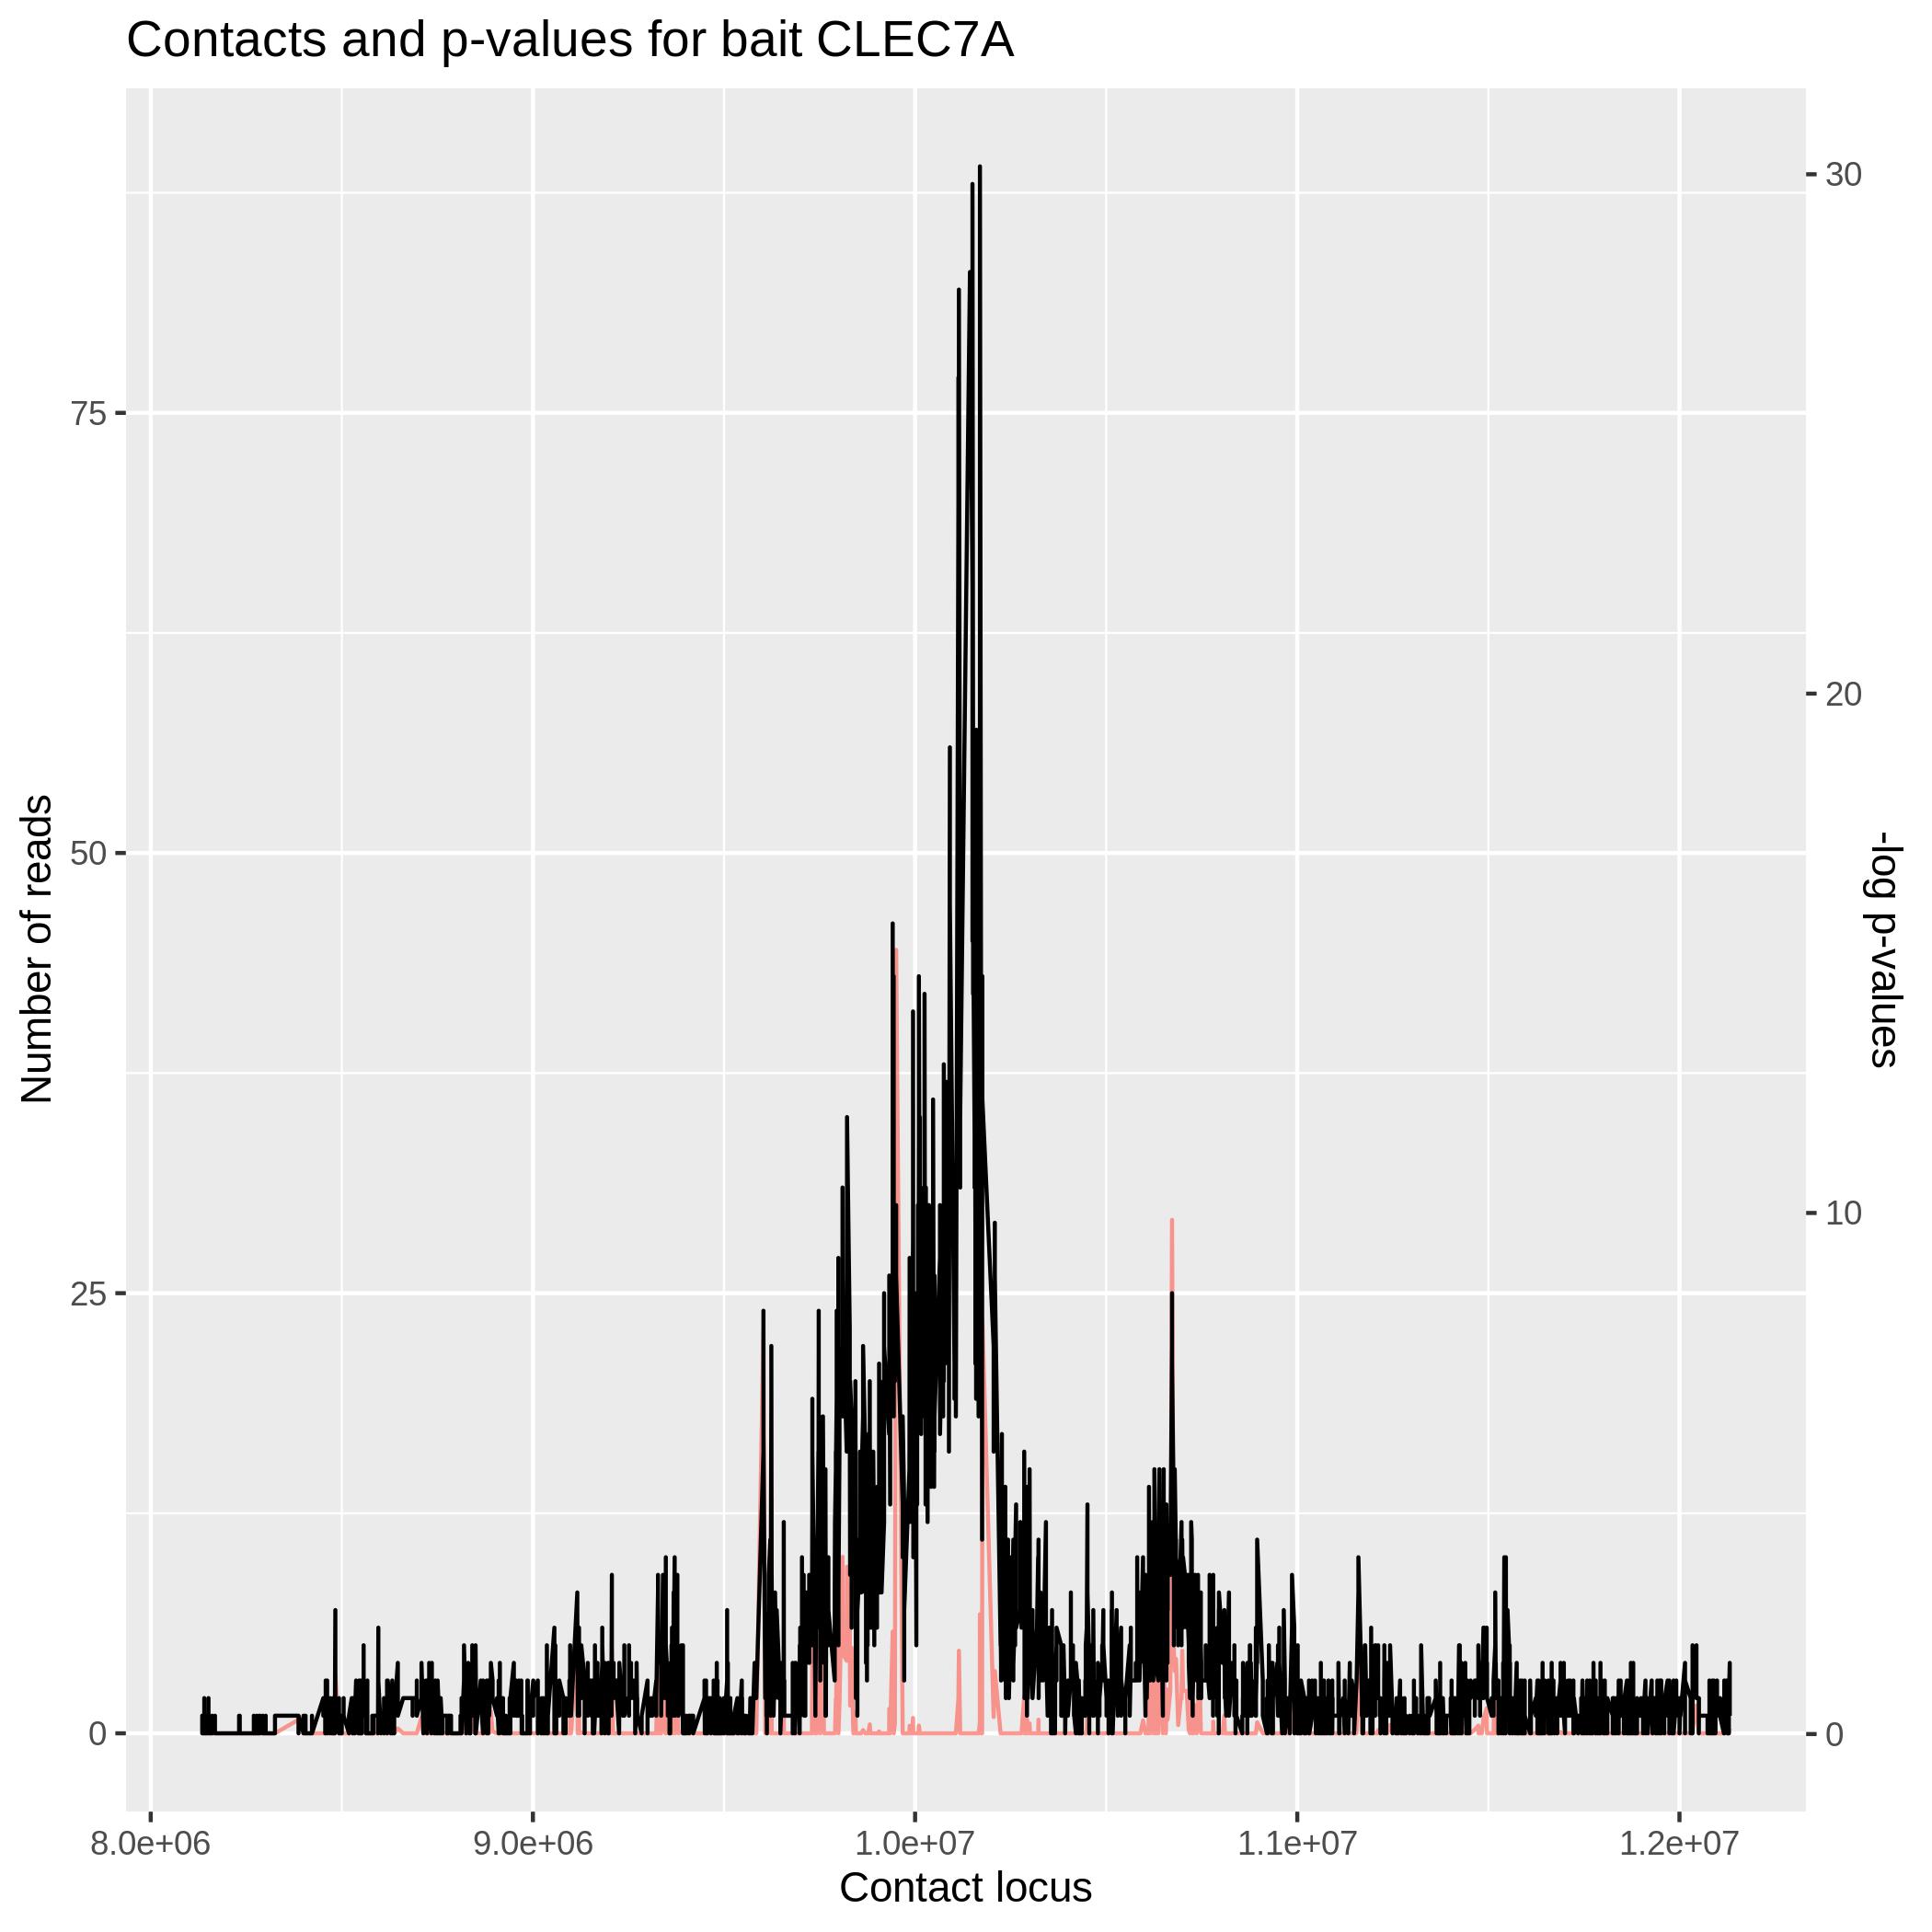 Contacts and p-values for bait CLEC7A
Number of reads
75
50
25
0
30
20
10
0
-log p-values
8.0e+06
9.0e+06
1.0e+07
1.1e+07
1.2e+07
Contact locus